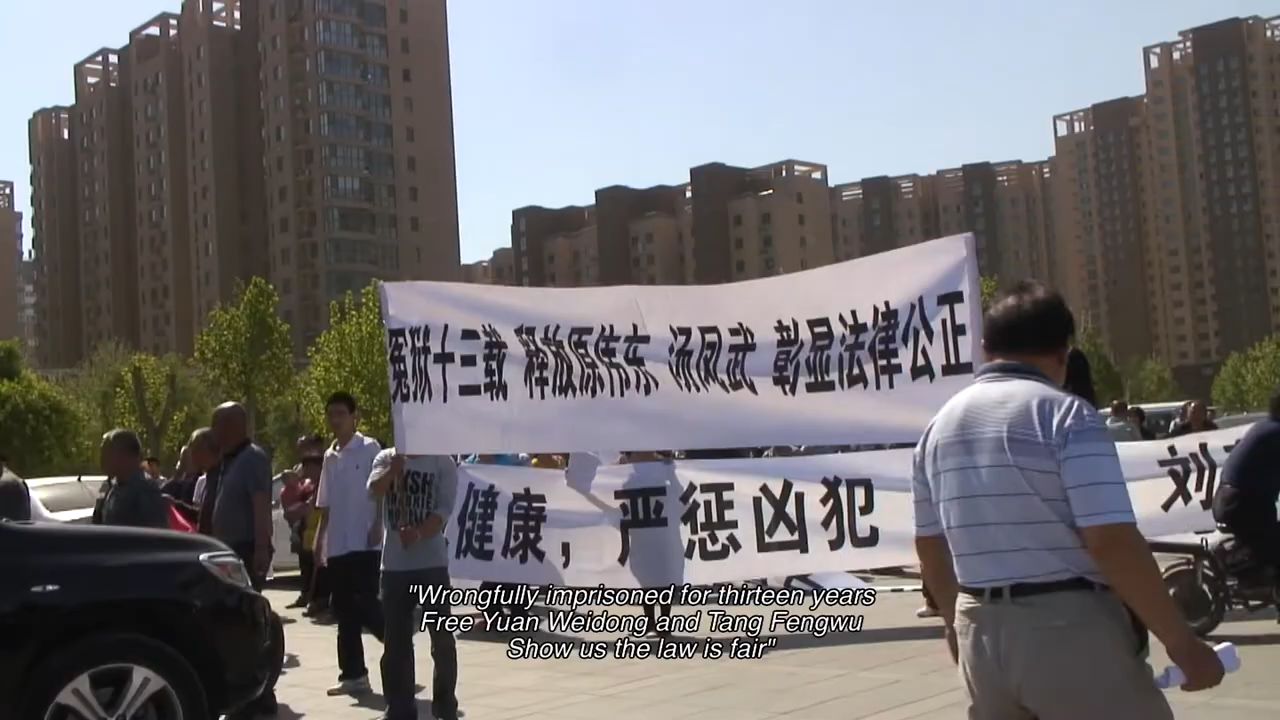 冤狱十三载 释放原伟东 汤凤武 彰显法律公正
健康，严惩凶犯
刘
"Wrongfully imprisoned for thirteen years
Free Yuan Weidong and Tang Fengwu
Show us the law is fair"